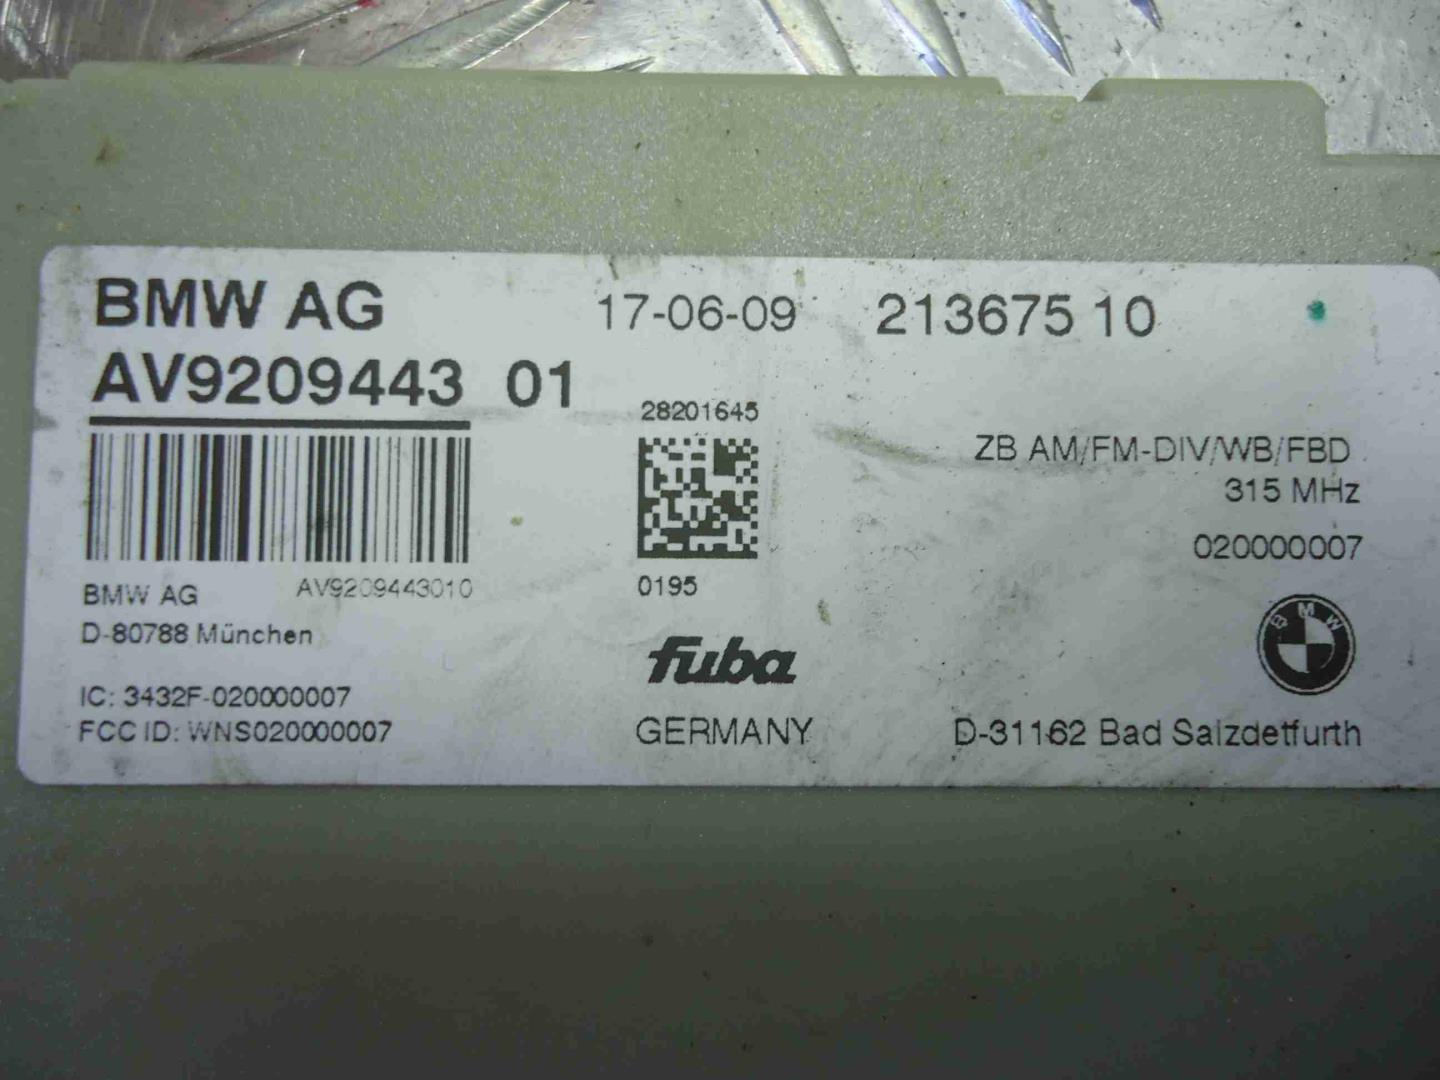 BMW AG 17-06-09 213675 10
AV9209443 01
28201645
ZB AM/FM-DIV/WB/FBD
315 MHz
020000007
BMW AG AV9209443010
0195
D-80788 München
BMW
fuba
IC: 3432F-020000007
FCC ID: WNS020000007
GERMANY
D-31162 Bad Salzdetfurth